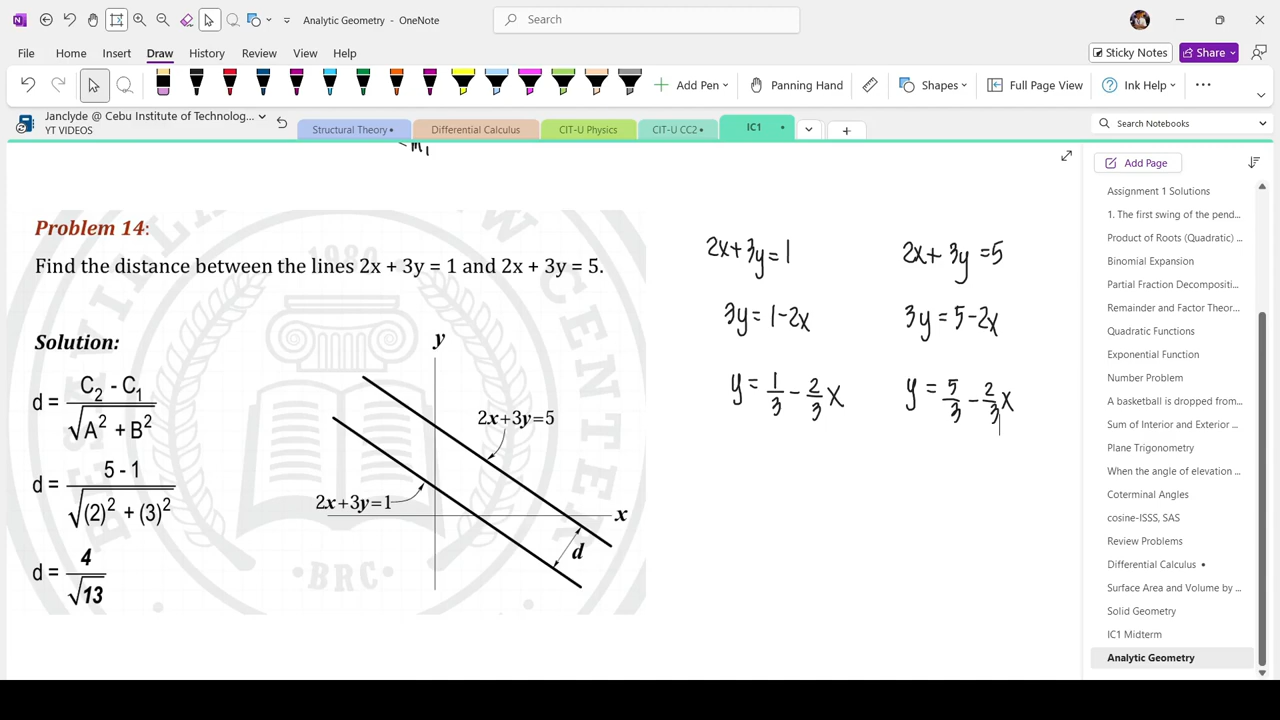 Analytic Geometry - OneNote
Search
File Home Insert Draw History Review View Help
Sticky Notes
Share
Add Pen
Panning Hand
Shapes
Full Page View
Ink Help
Janclyde @ Cebu Institute of Technolog...
YT VIDEOS
Structural Theory
Differential Calculus
CIT-U Physics
CIT-U CC2
IC1
Search Notebooks
Add Page
Assignment 1 Solutions
1. The first swing of the pend...
Product of Roots (Quadratic) ...
Binomial Expansion
Partial Fraction Decompositi...
Remainder and Factor Theor...
Quadratic Functions
Exponential Function
Number Problem
A basketball is dropped from...
Sum of Interior and Exterior ...
Plane Trigonometry
When the angle of elevation ...
Coterminal Angles
cosine-ISSS, SAS
Review Problems
Differential Calculus
Surface Area and Volume by ...
Solid Geometry
IC1 Midterm
Analytic Geometry
m₁
Problem 14:
Find the distance between the lines 2x + 3y = 1 and 2x + 3y = 5.
Solution:
d = (C₂ - C₁) / √(A² + B²)
d = (5 - 1) / √((2)² + (3)²)
d = 4 / √13
y
2x+3y=5
2x+3y=1
x
d
1980
BRC
2x+3y=1
3y=1-2x
y = 1/3 - 2/3 x
2x+3y=5
3y=5-2x
y = 5/3 - 2/3 x